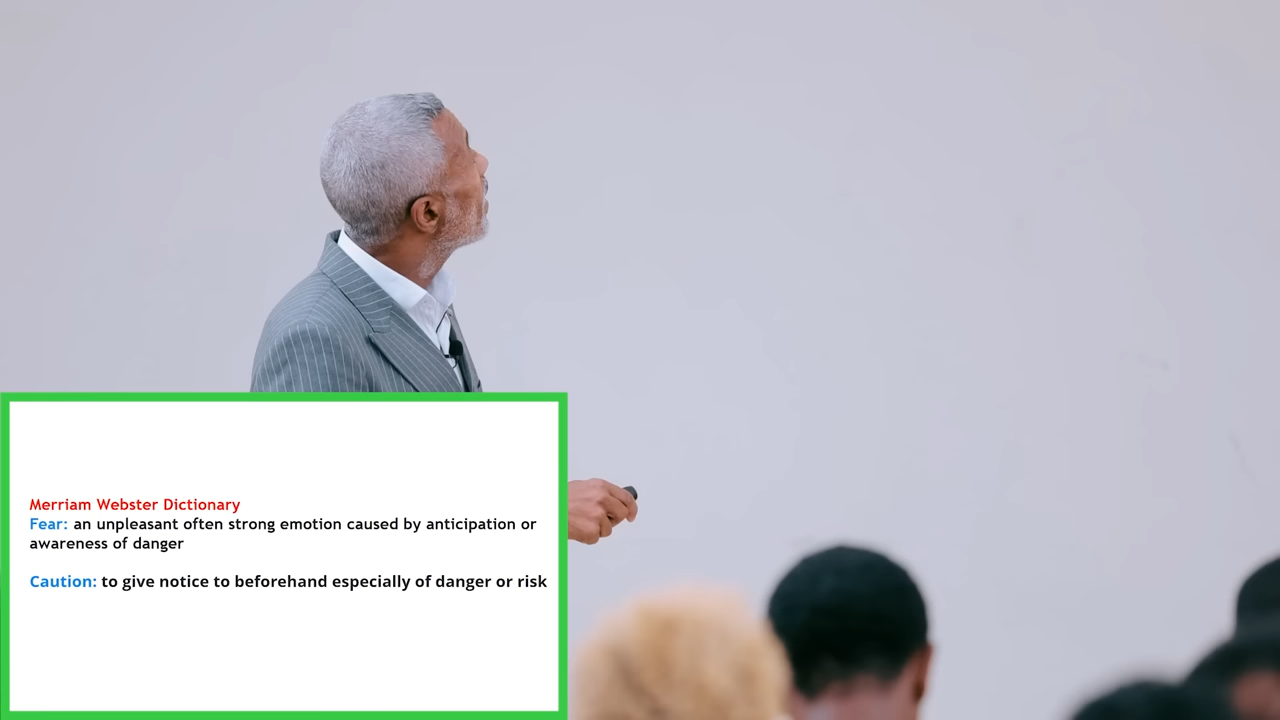 Merriam Webster Dictionary
Fear: an unpleasant often strong emotion caused by anticipation or
awareness of danger
Caution: to give notice to beforehand especially of danger or risk